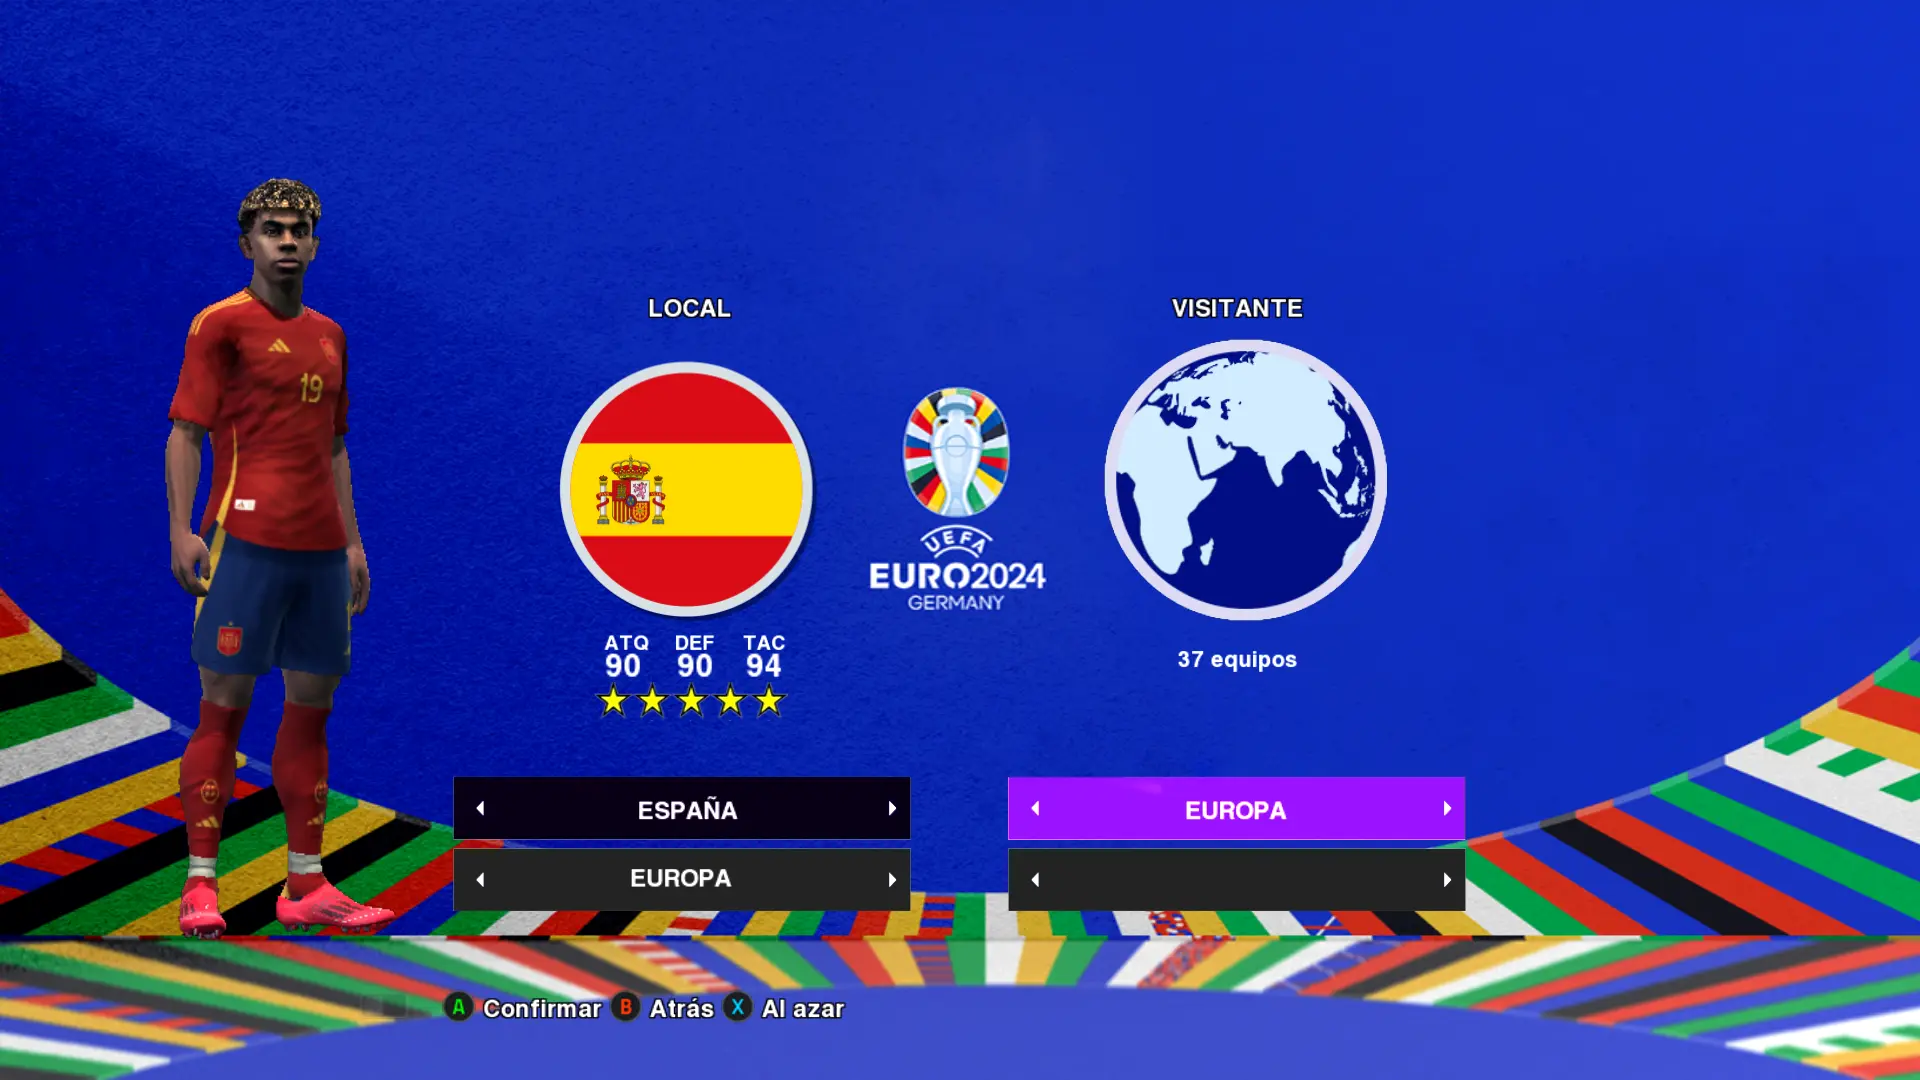 LOCAL
VISITANTE
19
UEFA
EURO2024
GERMANY
ATQ DEF TAC
90 90 94
37 equipos
ESPAÑA
EUROPA
EUROPA
A Confirmar B Atrás X Al azar